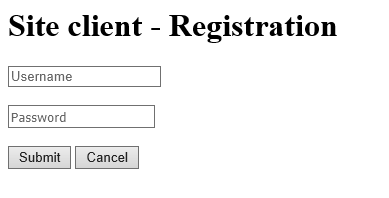 Site client - Registration
Username
Password
Submit Cancel